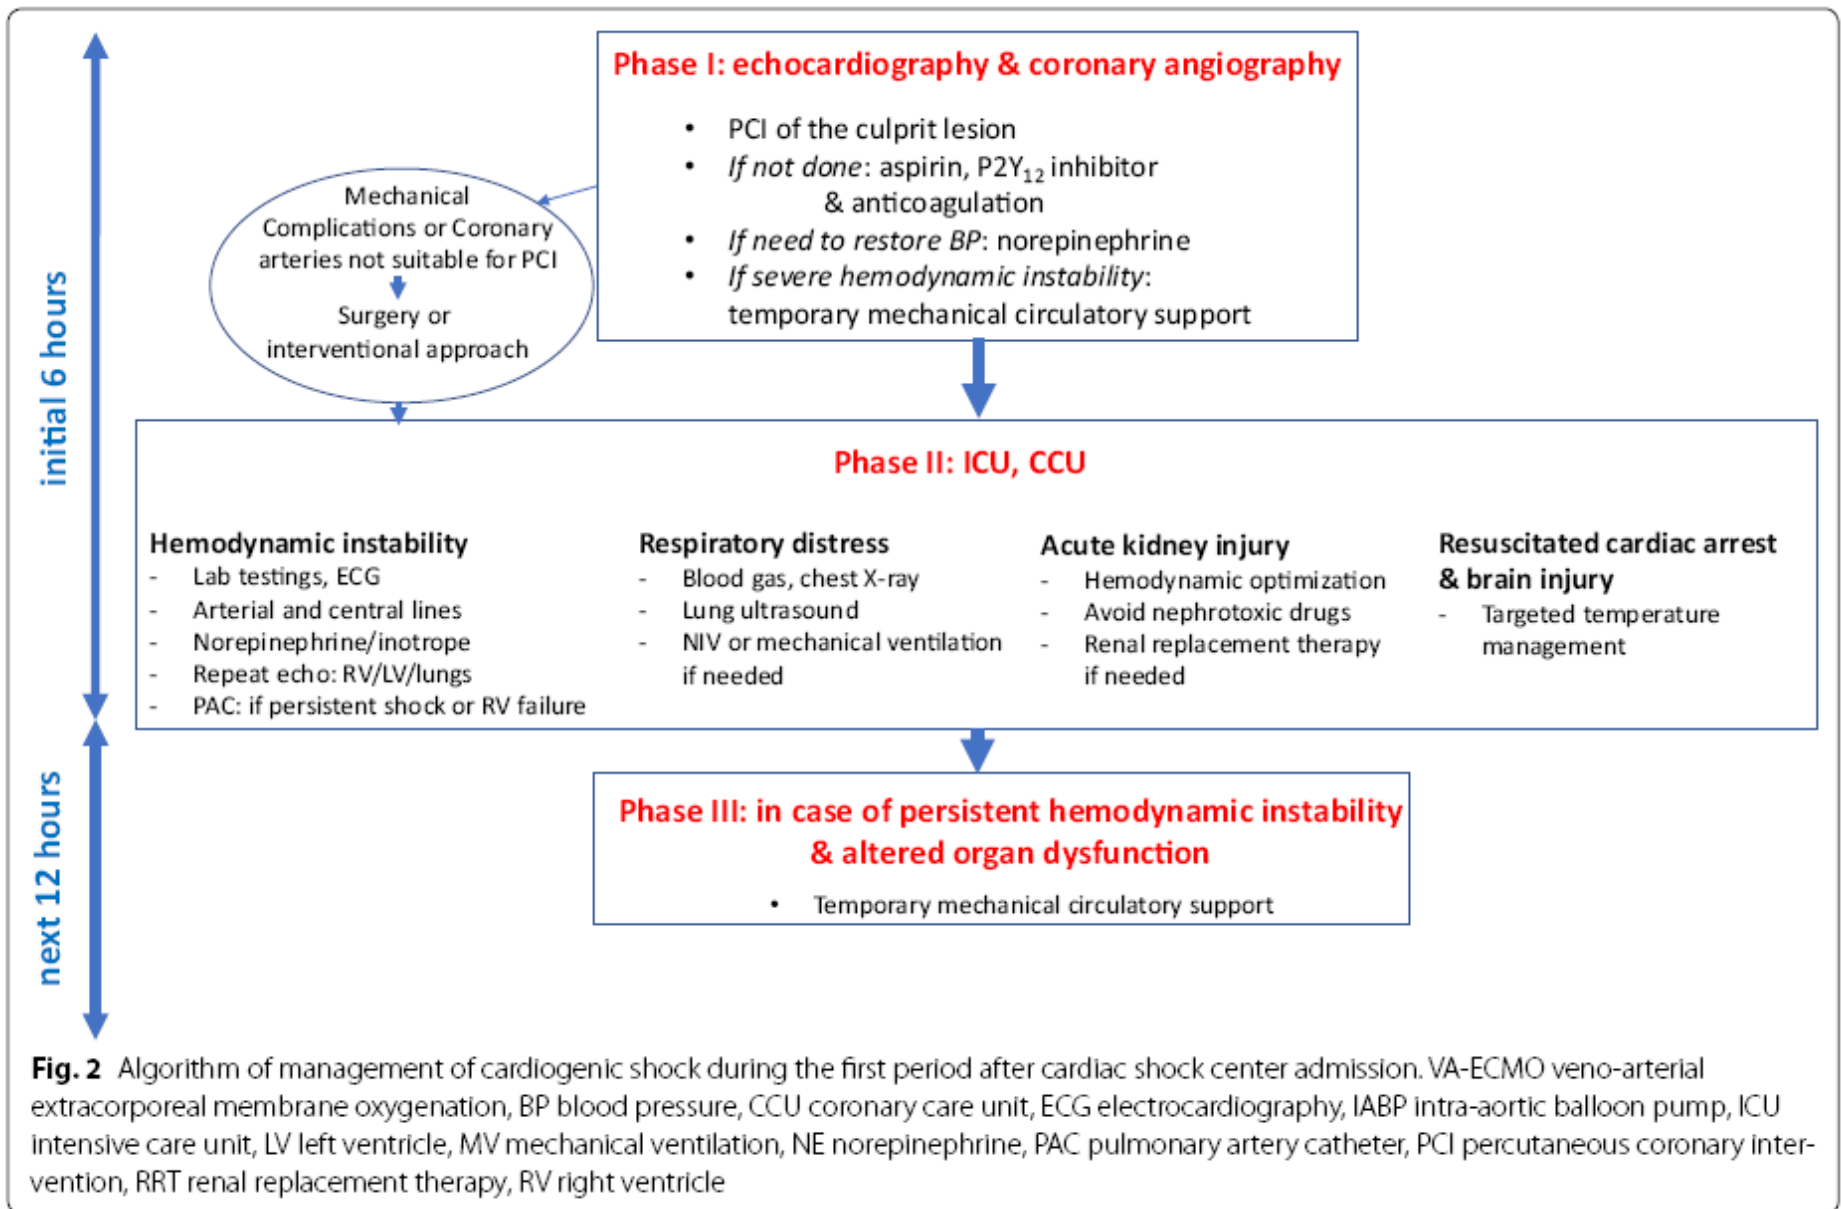 initial 6 hours
next 12 hours
Phase I: echocardiography & coronary angiography
• PCI of the culprit lesion
• If not done: aspirin, P2Y12 inhibitor
& anticoagulation
• If need to restore BP: norepinephrine
• If severe hemodynamic instability:
temporary mechanical circulatory support
Mechanical
Complications or Coronary
arteries not suitable for PCI
Surgery or
interventional approach
Phase II: ICU, CCU
Hemodynamic instability
- Lab testings, ECG
- Arterial and central lines
- Norepinephrine/inotrope
- Repeat echo: RV/LV/lungs
- PAC: if persistent shock or RV failure
Respiratory distress
- Blood gas, chest X-ray
- Lung ultrasound
- NIV or mechanical ventilation
if needed
Acute kidney injury
- Hemodynamic optimization
- Avoid nephrotoxic drugs
- Renal replacement therapy
if needed
Resuscitated cardiac arrest
& brain injury
- Targeted temperature
management
Phase III: in case of persistent hemodynamic instability
& altered organ dysfunction
• Temporary mechanical circulatory support
Fig. 2 Algorithm of management of cardiogenic shock during the first period after cardiac shock center admission. VA-ECMO veno-arterial
extracorporeal membrane oxygenation, BP blood pressure, CCU coronary care unit, ECG electrocardiography, IABP intra-aortic balloon pump, ICU
intensive care unit, LV left ventricle, MV mechanical ventilation, NE norepinephrine, PAC pulmonary artery catheter, PCI percutaneous coronary inter-
vention, RRT renal replacement therapy, RV right ventricle